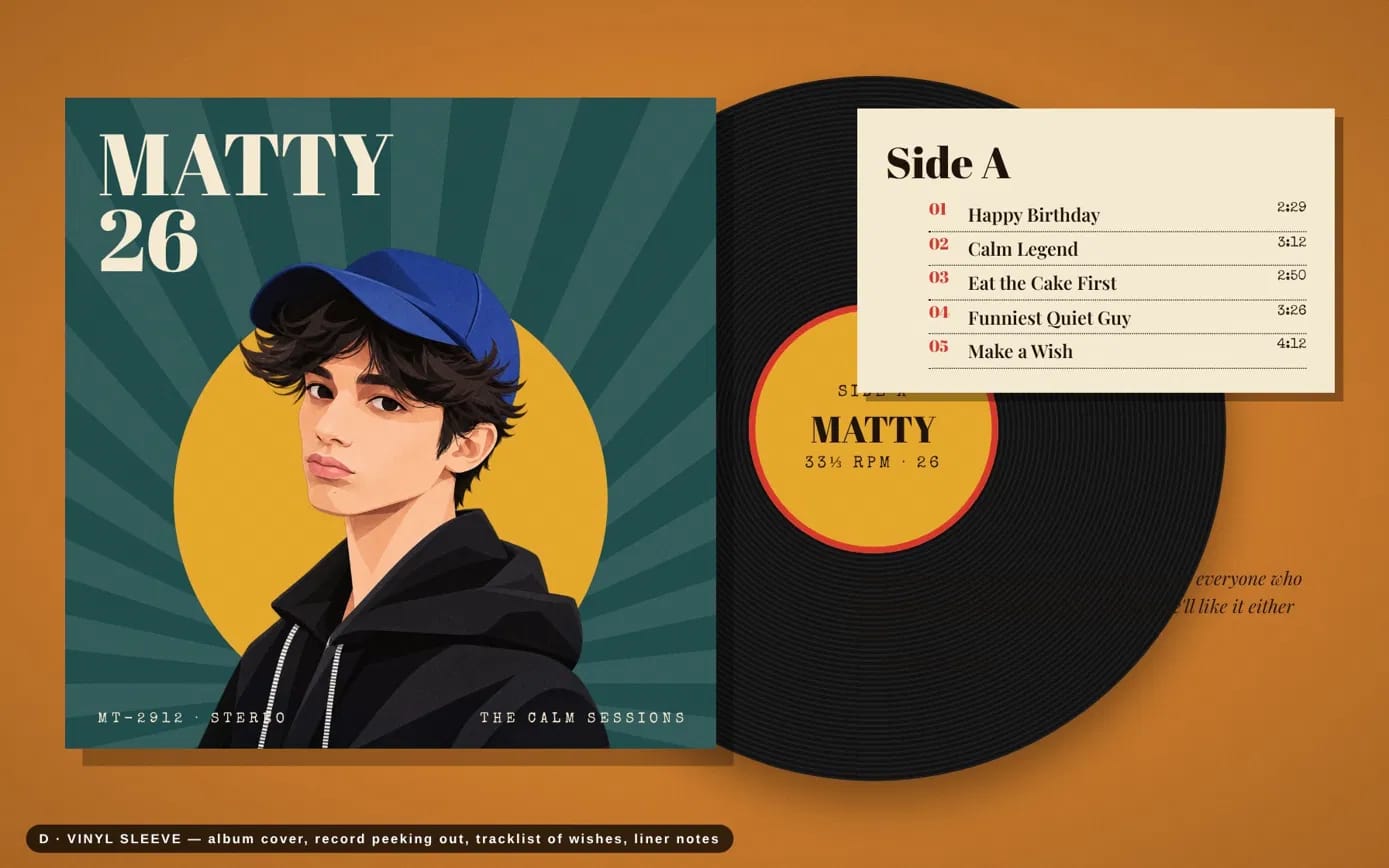 MATTY
26
MT-2912 · STEREO
THE CALM SESSIONS
Side A
01 Happy Birthday 2:29
02 Calm Legend 3:12
03 Eat the Cake First 2:50
04 Funniest Quiet Guy 3:26
05 Make a Wish 4:12
SIDE A
MATTY
33⅓ RPM · 26
everyone who
'll like it either
D · VINYL SLEEVE — album cover, record peeking out, tracklist of wishes, liner notes